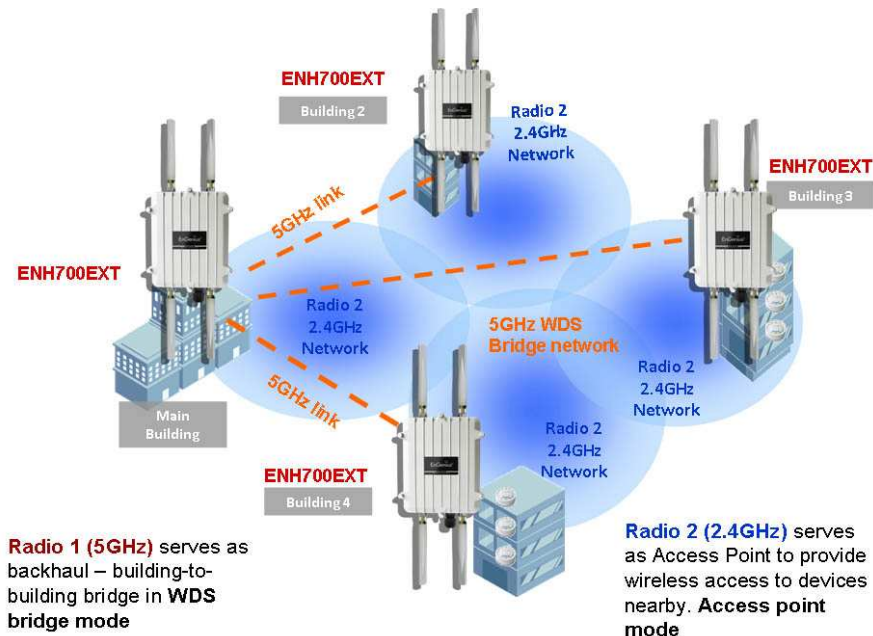 ENH700EXT
Building 2
Radio 2
2.4GHz
Network
ENH700EXT
Building 3
5GHz link
ENH700EXT
Radio 2
2.4GHz
Network
5GHz WDS
Bridge network
Radio 2
2.4GHz
Network
5GHz link
Main
Building
Radio 2
2.4GHz
Network
ENH700EXT
Building 4
Radio 1 (5GHz) serves as
backhaul – building-to-
building bridge in WDS
bridge mode
Radio 2 (2.4GHz) serves
as Access Point to provide
wireless access to devices
nearby. Access point
mode